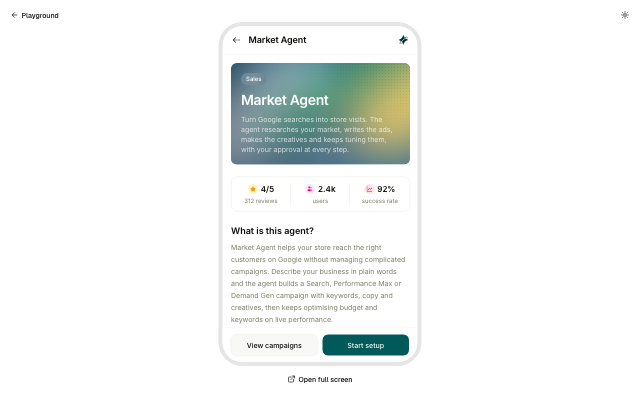 Playground
Market Agent
Sales
Market Agent
Turn Google searches into store visits. The
agent researches your market, writes the ads,
makes the creatives and keeps tuning them,
with your approval at every step.
4/5
312 reviews
2.4k
users
92%
success rate
What is this agent?
Market Agent helps your store reach the right
customers on Google without managing complicated
campaigns. Describe your business in plain words
and the agent builds a Search, Performance Max or
Demand Gen campaign with keywords, copy and
creatives, then keeps optimising budget and
keywords on live performance.
View campaigns
Start setup
Open full screen